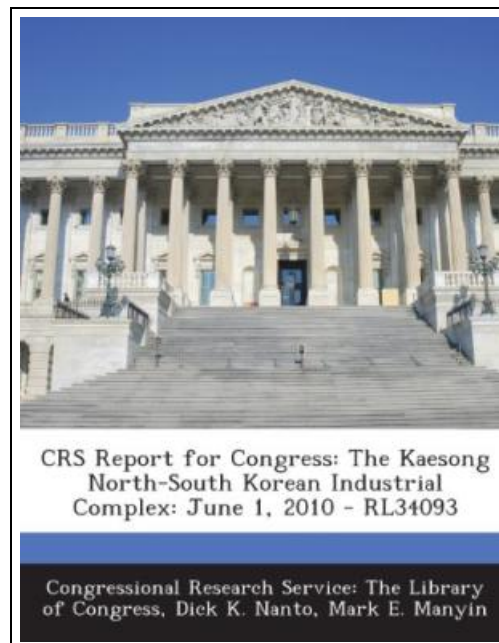 CRS Report for Congress: The Kaesong
North-South Korean Industrial
Complex: June 1, 2010 - RL34093
Congressional Research Service: The Library
of Congress, Dick K. Nanto, Mark E. Manyin